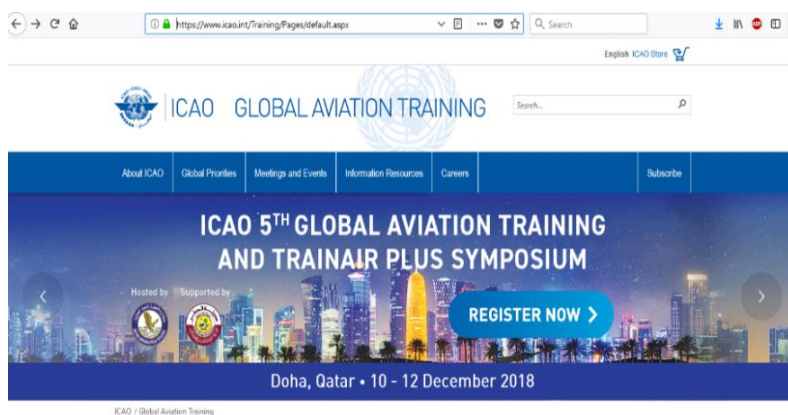 https://www.icao.int/Training/Pages/default.aspx
Search
English ICAO Store
ICAO GLOBAL AVIATION TRAINING
Search...
About ICAO Global Priorities Meetings and Events Information Resources Careers Subscribe
ICAO 5TH GLOBAL AVIATION TRAINING
AND TRAINAIR PLUS SYMPOSIUM
Hosted by Supported by
REGISTER NOW
Doha, Qatar • 10 - 12 December 2018
ICAO / Global Aviation Training